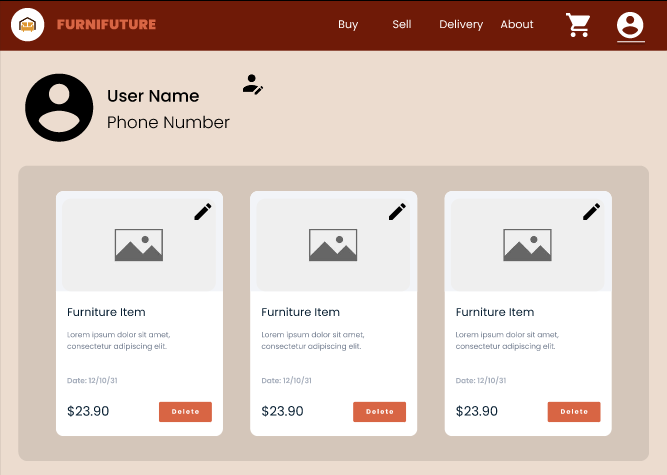 FURNIFUTURE
Buy Sell Delivery About
User Name
Phone Number
Furniture Item
Lorem ipsum dolor sit amet,
consectetur adipiscing elit.
Date: 12/10/31
$23.90 Delete
Furniture Item
Lorem ipsum dolor sit amet,
consectetur adipiscing elit.
Date: 12/10/31
$23.90 Delete
Furniture Item
Lorem ipsum dolor sit amet,
consectetur adipiscing elit.
Date: 12/10/31
$23.90 Delete